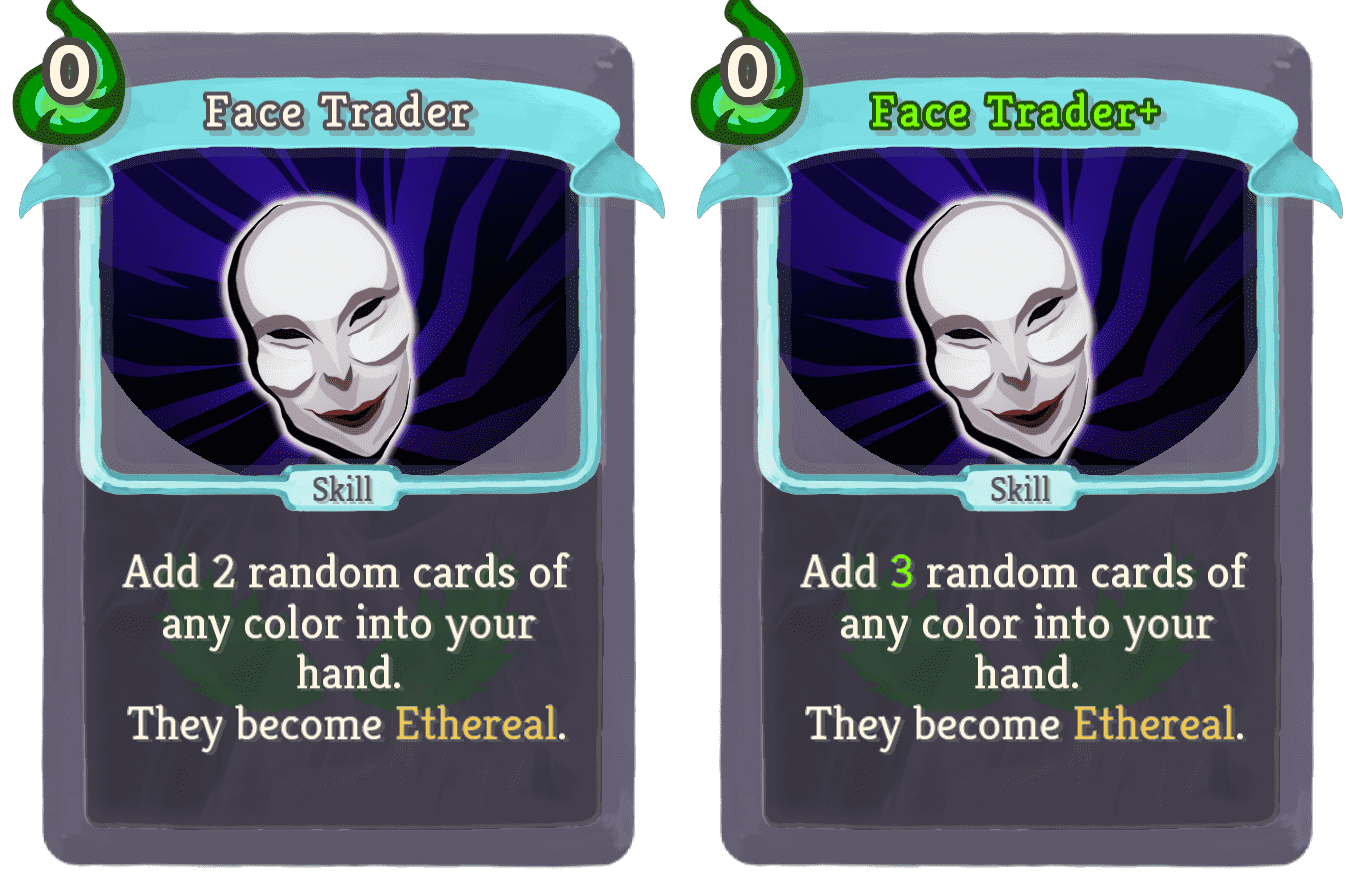 0
Face Trader
Skill
Add 2 random cards of
any color into your
hand.
They become Ethereal.
0
Face Trader+
Skill
Add 3 random cards of
any color into your
hand.
They become Ethereal.